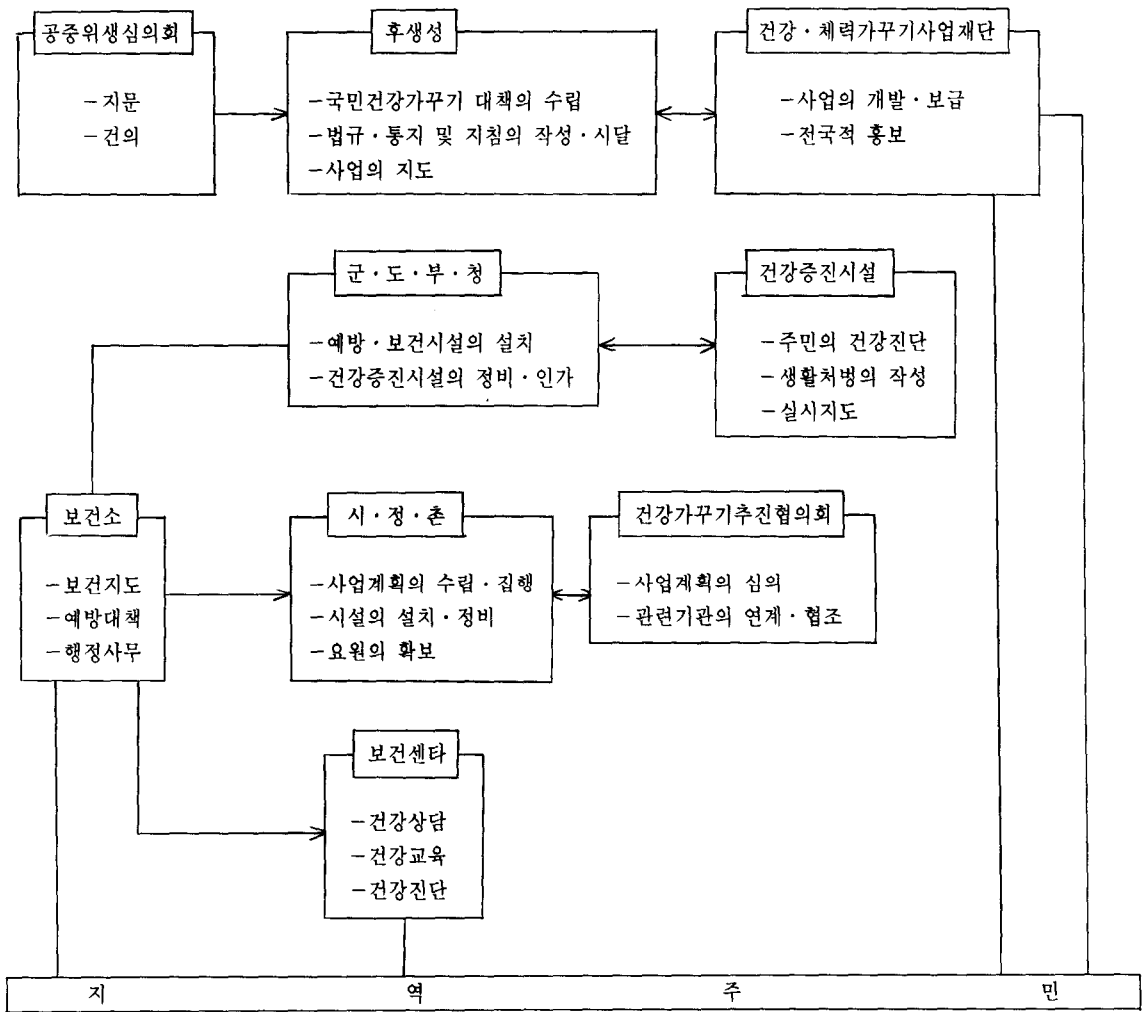 공중위생심의회
-지문
-건의
후생성
-국민건강가꾸기 대책의 수립
-법규·통지 및 지침의 작성·시달
-사업의 지도
건강·체력가꾸기사업재단
-사업의 개발·보급
-전국적 홍보
군·도·부·청
-예방·보건시설의 설치
-건강증진시설의 정비·인가
건강증진시설
-주민의 건강진단
-생활처병의 작성
-실시지도
보건소
-보건지도
-예방대책
-행정사무
시·정·촌
-사업계획의 수립·집행
-시설의 설치·정비
-요원의 확보
건강가꾸기추진협의회
-사업계획의 심의
-관련기관의 연계·협조
보건센타
-건강상담
-건강교육
-건강진단
지 역 주 민